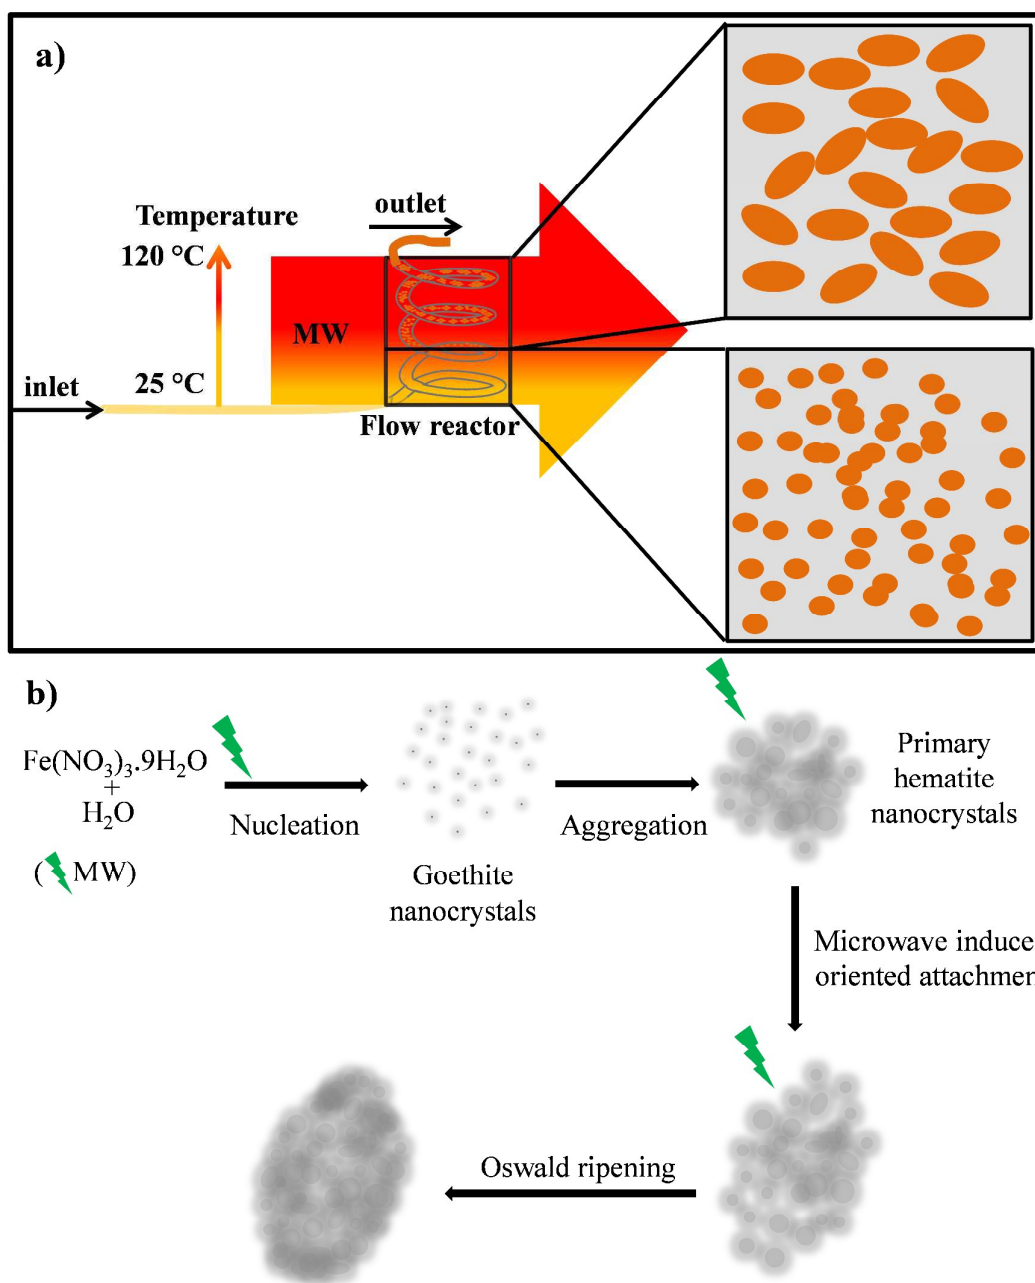 a)
outlet
Temperature
120 °C
MW
25 °C
inlet
Flow reactor
b)
Fe(NO3)3.9H2O
+
H2O
( MW)
Nucleation
Goethite
nanocrystals
Aggregation
Primary
hematite
nanocrystals
Microwave induce
oriented attachmen
Oswald ripening